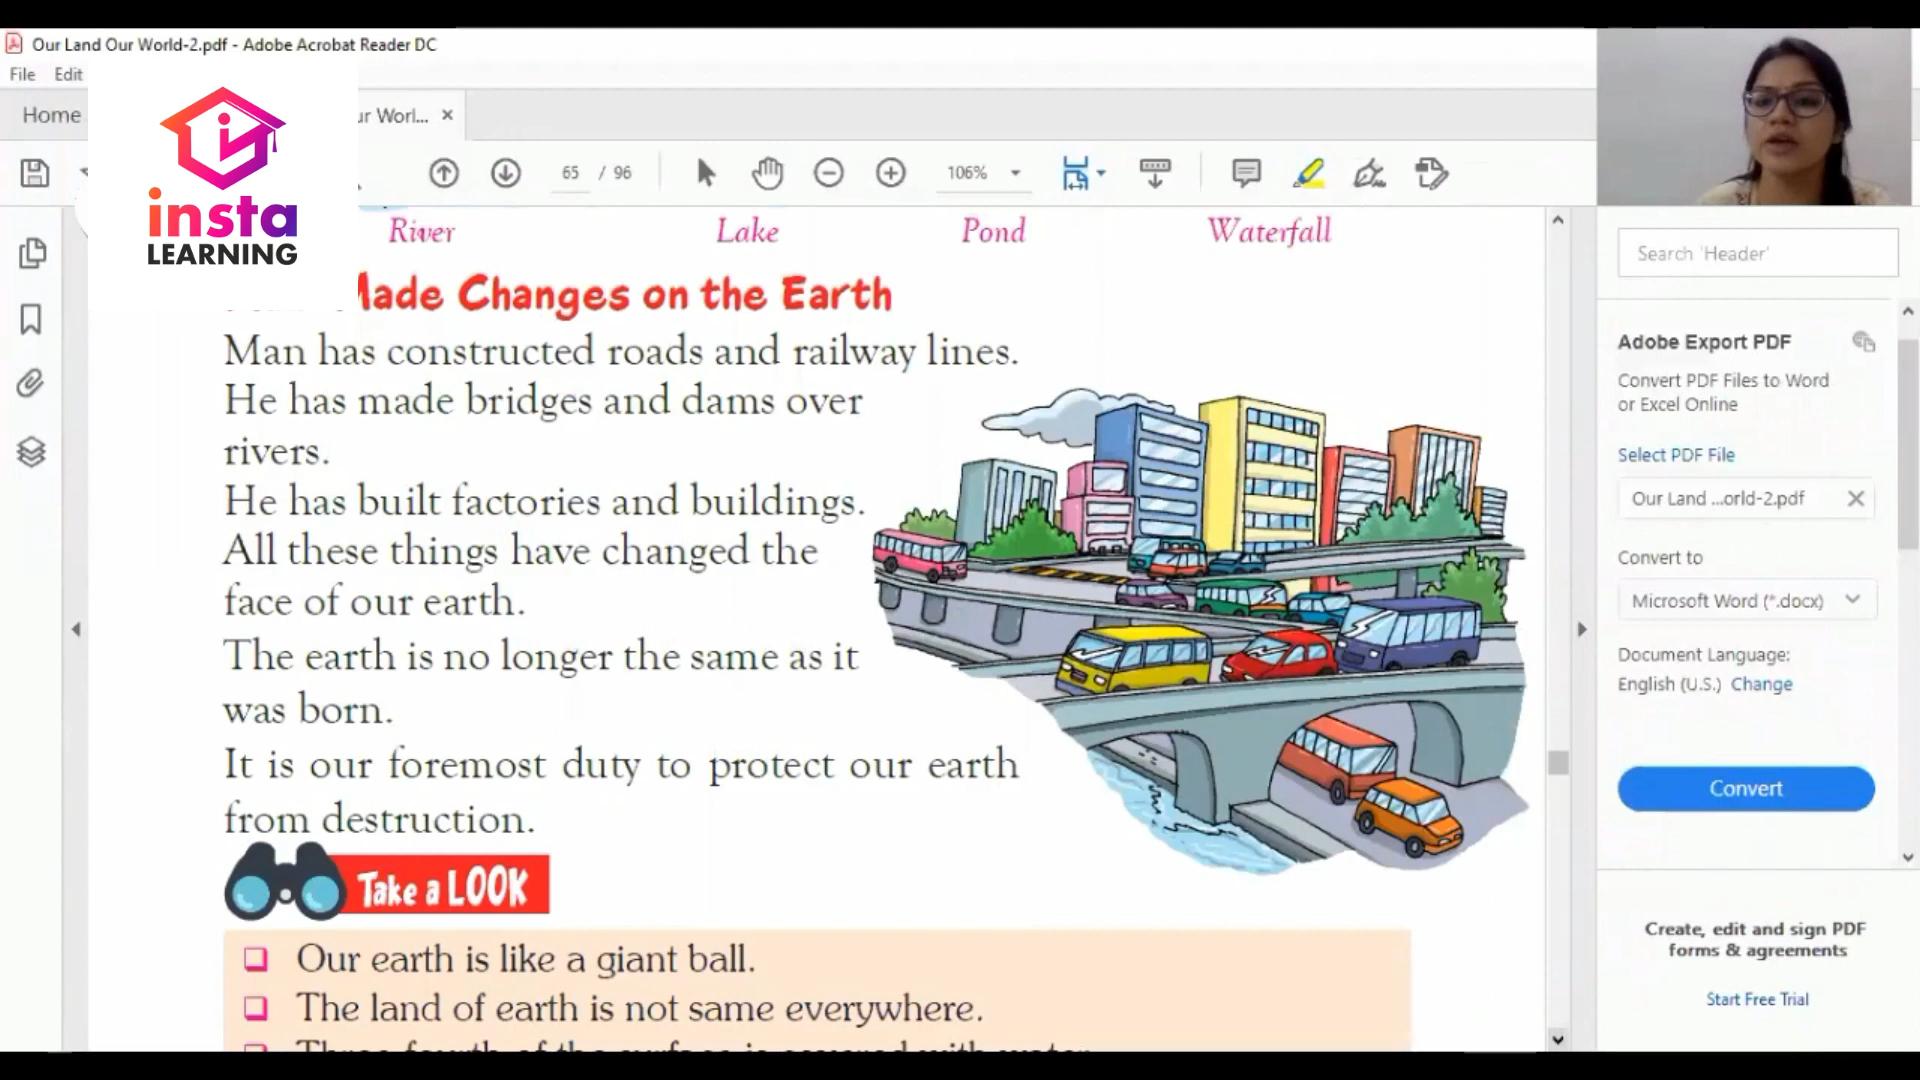 Our Land Our World-2.pdf - Adobe Acrobat Reader DC
File Edit
Home
ur Worl...
65 / 96
106%
insta
LEARNING
River Lake Pond Waterfall
Made Changes on the Earth
Man has constructed roads and railway lines.
He has made bridges and dams over
rivers.
He has built factories and buildings.
All these things have changed the
face of our earth.
The earth is no longer the same as it
was born.
It is our foremost duty to protect our earth
from destruction.
Take a LOOK
❑ Our earth is like a giant ball.
❑ The land of earth is not same everywhere.
Search 'Header'
Adobe Export PDF
Convert PDF Files to Word
or Excel Online
Select PDF File
Our Land ...orld-2.pdf
Convert to
Microsoft Word (*.docx)
Document Language:
English (U.S.) Change
Convert
Create, edit and sign PDF
forms & agreements
Start Free Trial